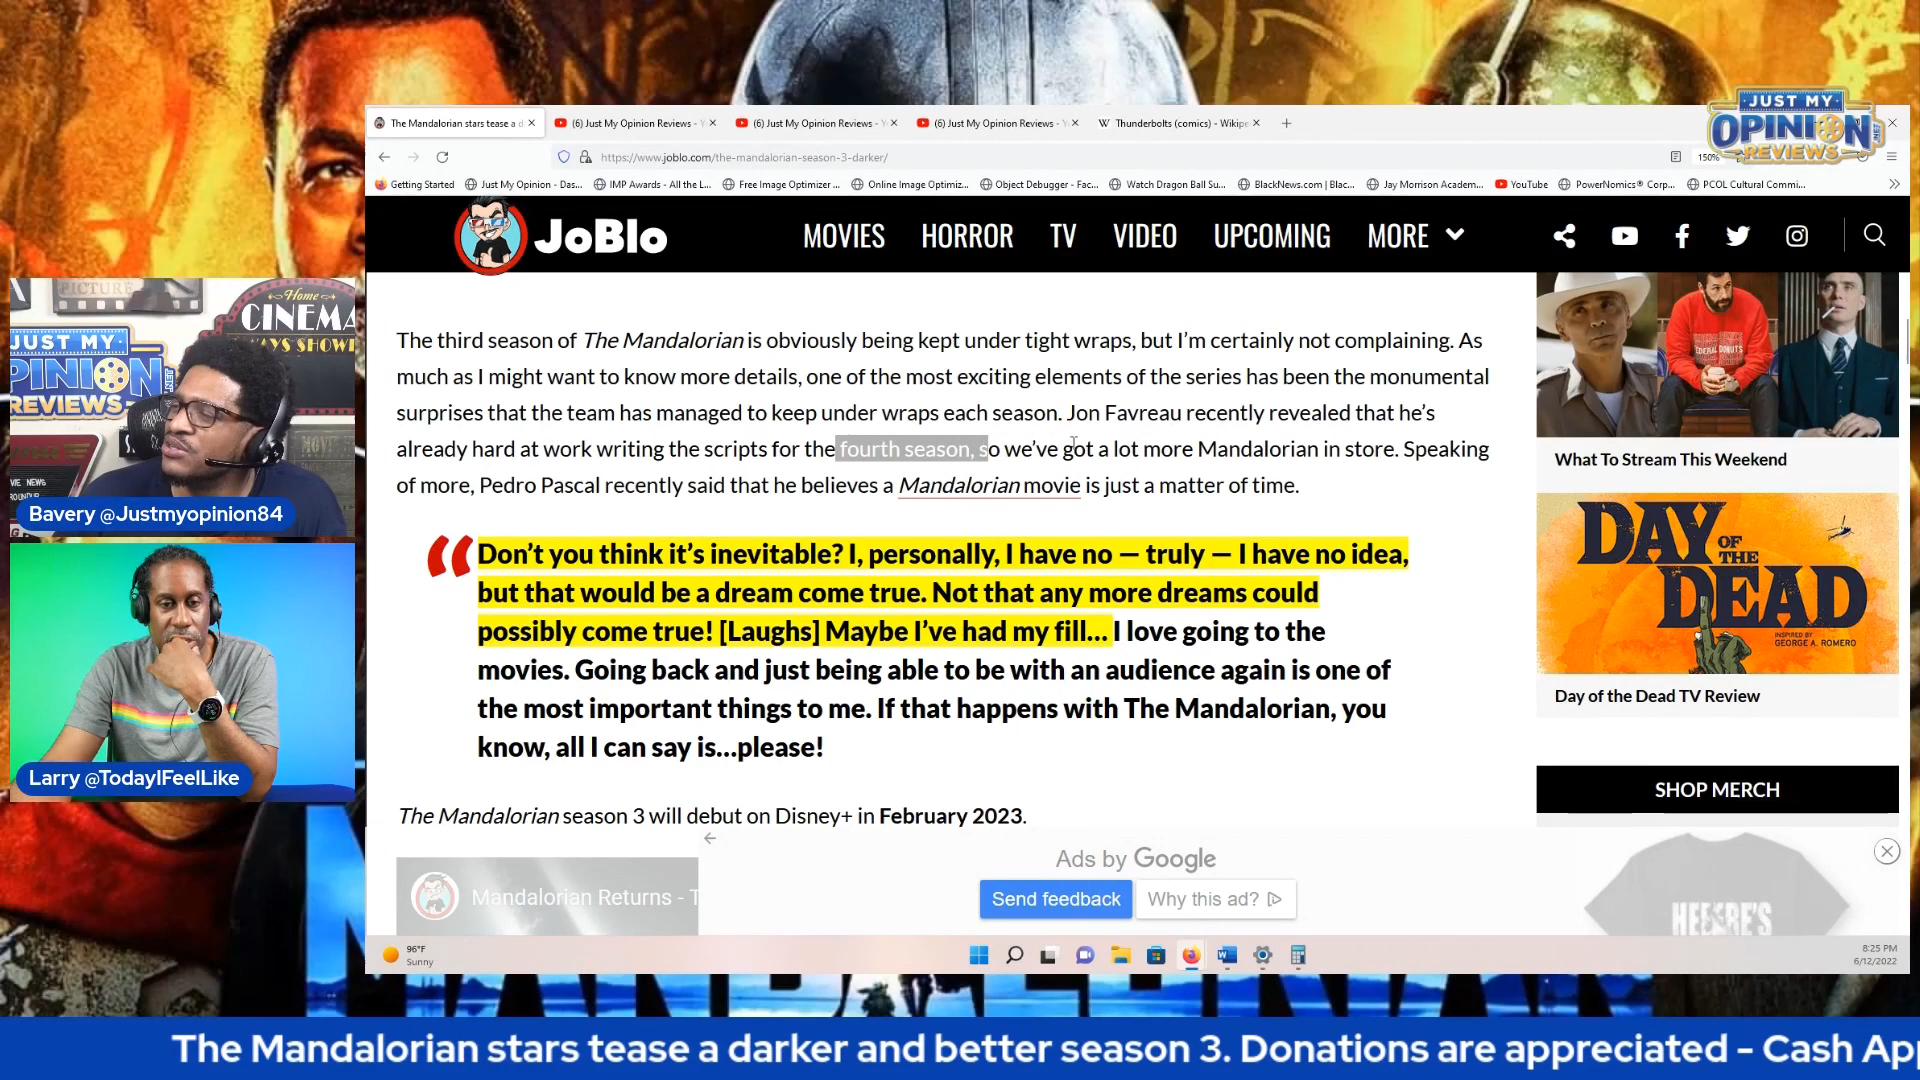 JUST MY
OPINION
REVIEWS
.NET
The Mandalorian stars tease a d
(6) Just My Opinion Reviews - Y
(6) Just My Opinion Reviews - Y
(6) Just My Opinion Reviews - Y
Thunderbolts (comics) - Wikipe
https://www.joblo.com/the-mandalorian-season-3-darker/
150%
Getting Started
Just My Opinion - Das...
IMP Awards - All the L...
Free Image Optimizer ...
Online Image Optimiz...
Object Debugger - Fac...
Watch Dragon Ball Su...
BlackNews.com | Blac...
Jay Morrison Academ...
YouTube
PowerNomics® Corp...
PCOL Cultural Commi...
JoBlo
MOVIES
HORROR
TV
VIDEO
UPCOMING
MORE
The third season of The Mandalorian is obviously being kept under tight wraps, but I'm certainly not complaining. As
much as I might want to know more details, one of the most exciting elements of the series has been the monumental
surprises that the team has managed to keep under wraps each season. Jon Favreau recently revealed that he's
already hard at work writing the scripts for the fourth season, so we've got a lot more Mandalorian in store. Speaking
of more, Pedro Pascal recently said that he believes a Mandalorian movie is just a matter of time.
“ Don't you think it's inevitable? I, personally, I have no — truly — I have no idea,
but that would be a dream come true. Not that any more dreams could
possibly come true! [Laughs] Maybe I've had my fill… I love going to the
movies. Going back and just being able to be with an audience again is one of
the most important things to me. If that happens with The Mandalorian, you
know, all I can say is…please!
The Mandalorian season 3 will debut on Disney+ in February 2023.
Mandalorian Returns - T
Ads by Google
Send feedback
Why this ad?
What To Stream This Weekend
DAY
OF
THE
DEAD
INSPIRED BY
GEORGE A. ROMERO
Day of the Dead TV Review
SHOP MERCH
96°F
Sunny
8:25 PM
6/12/2022
PICTURE
Home
CINEMA
JUST MY
OPINION
REVIEWS
Bavery @Justmyopinion84
Larry @TodayIFeelLike
The Mandalorian stars tease a darker and better season 3. Donations are appreciated - Cash Ap